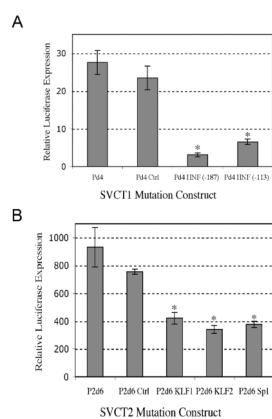 A
Relative Luciferase Expression
30
20
10
0
*
*
Pd4
Pd4 Ctrl
Pd4 HNF (-187)
Pd4 HNF (-113)
SVCT1 Mutation Construct
B
Relative Luciferase Expression
1000
800
600
400
200
0
*
*
*
P2d6
P2d6 Ctrl
P2d6 KLF1
P2d6 KLF2
P2d6 Sp1
SVCT2 Mutation Construct